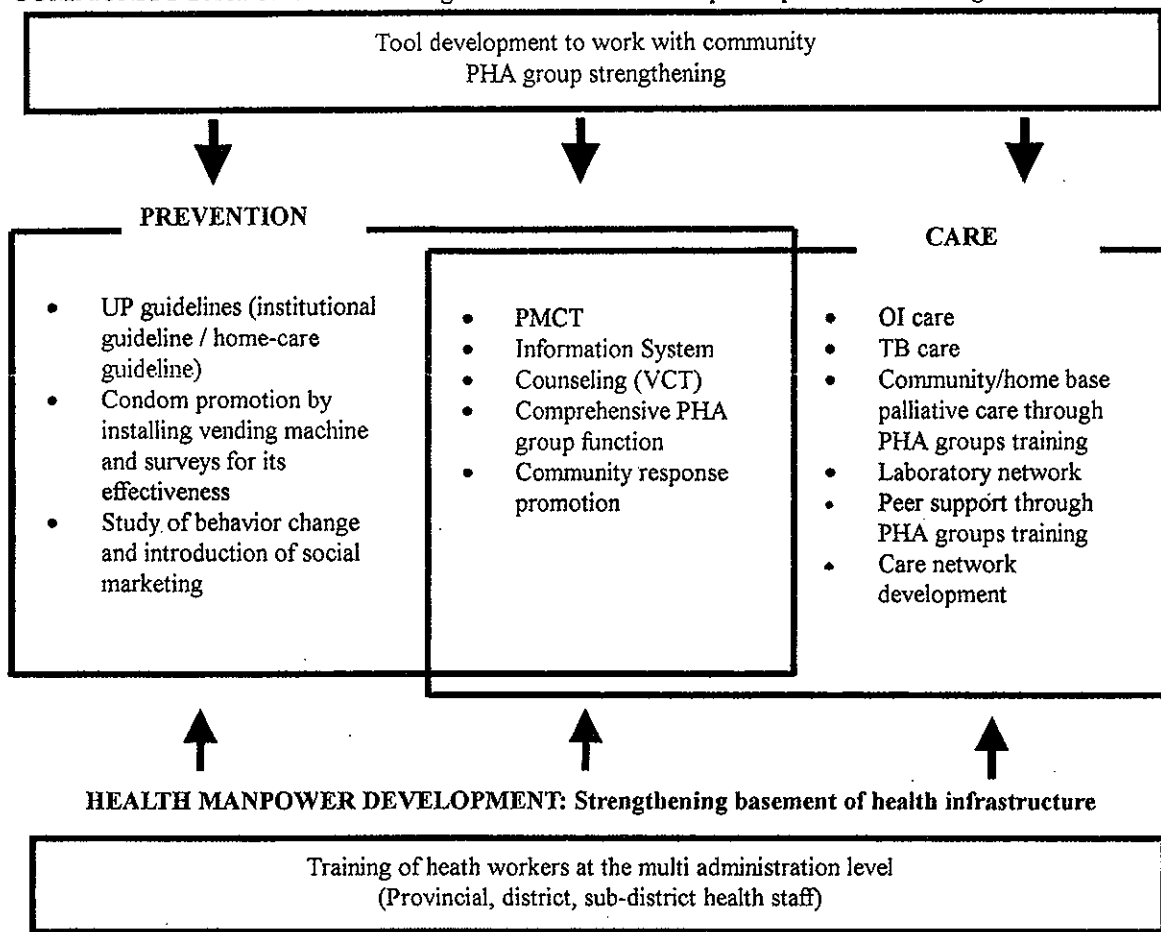 Tool development to work with community
PHA group strengthening
PREVENTION
• UP guidelines (institutional
guideline / home-care
guideline)
• Condom promotion by
installing vending machine
and surveys for its
effectiveness
• Study of behavior change
and introduction of social
marketing
• PMCT
• Information System
• Counseling (VCT)
• Comprehensive PHA
group function
• Community response
promotion
CARE
• OI care
• TB care
• Community/home base
palliative care through
PHA groups training
• Laboratory network
• Peer support through
PHA groups training
• Care network
development
HEALTH MANPOWER DEVELOPMENT: Strengthening basement of health infrastructure
Training of heath workers at the multi administration level
(Provincial, district, sub-district health staff)